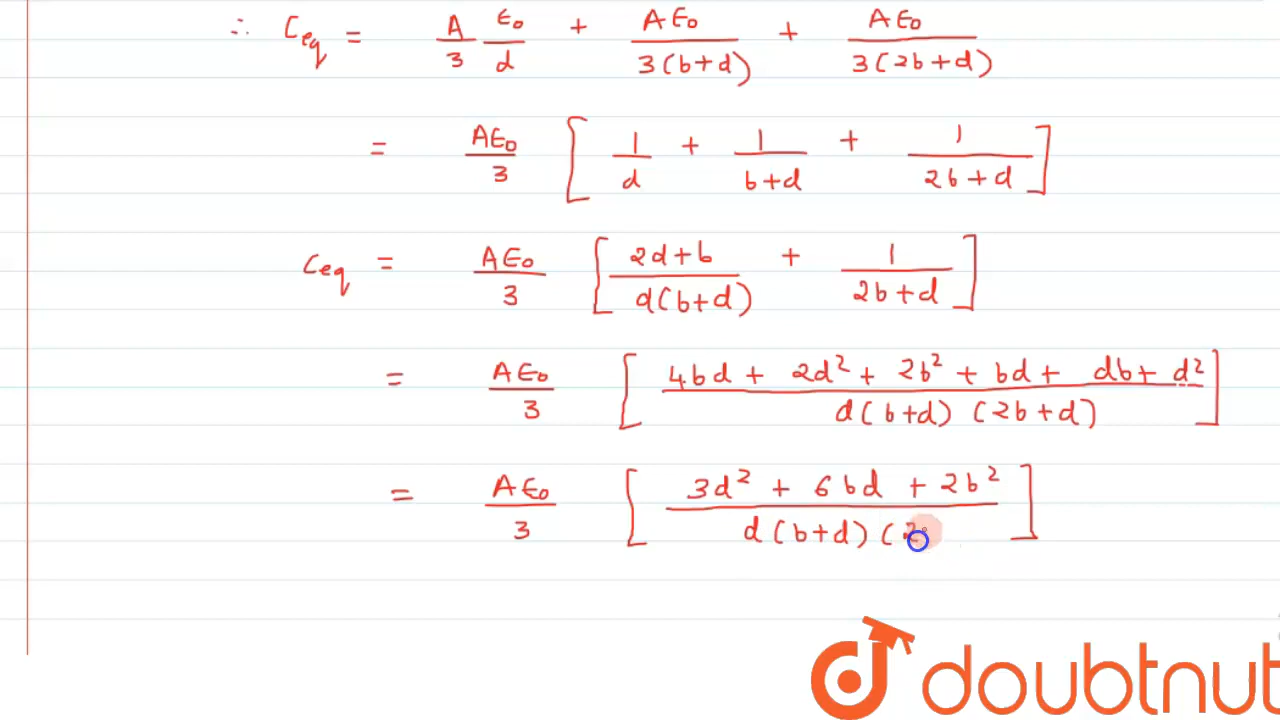 ∴ Ceq = A/3 ε0/d + Aε0/3(b+d) + Aε0/3(2b+d)
= Aε0/3 [ 1/d + 1/b+d + 1/2b+d ]
Ceq = Aε0/3 [ 2d+b/d(b+d) + 1/2b+d ]
= Aε0/3 [ 4bd + 2d² + 2b² + bd + db + d²/d(b+d) (2b+d) ]
= Aε0/3 [ 3d² + 6bd + 2b²/d(b+d) (2 ]
doubtnut